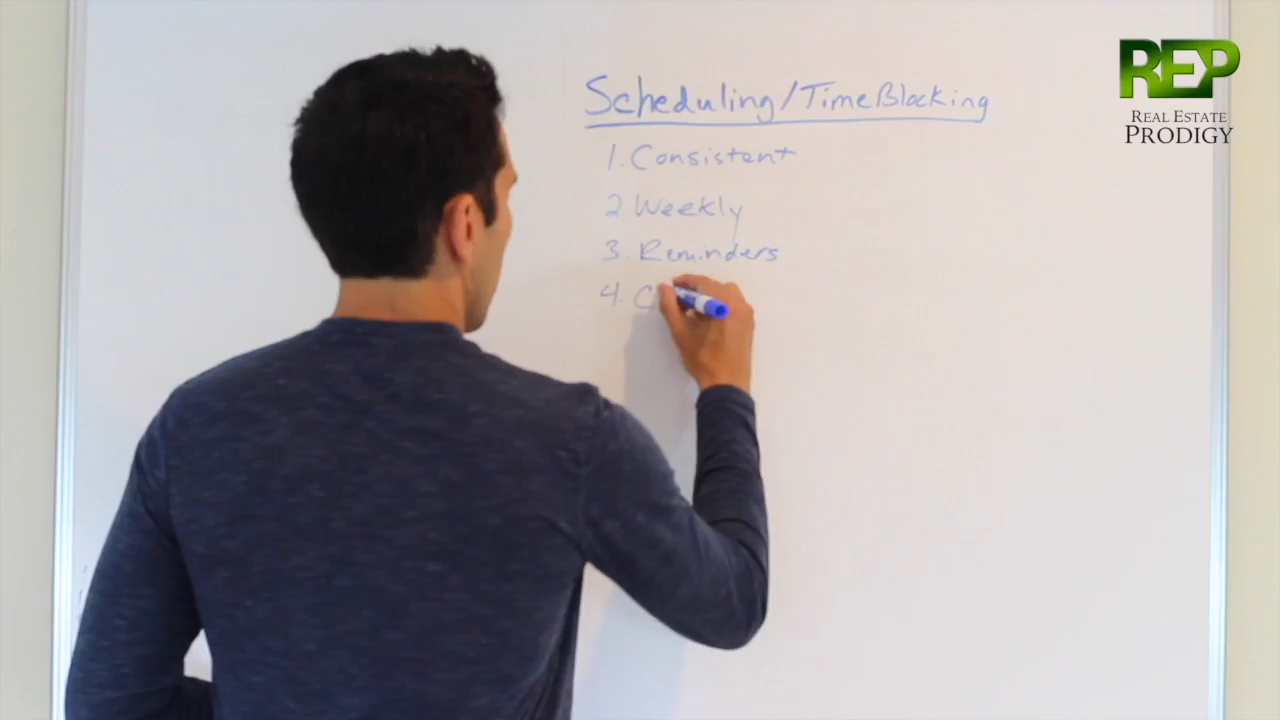 Scheduling/TimeBlocking
1. Consistent
2 Weekly
3. Reminders
4. C
REP
REAL ESTATE
PRODIGY